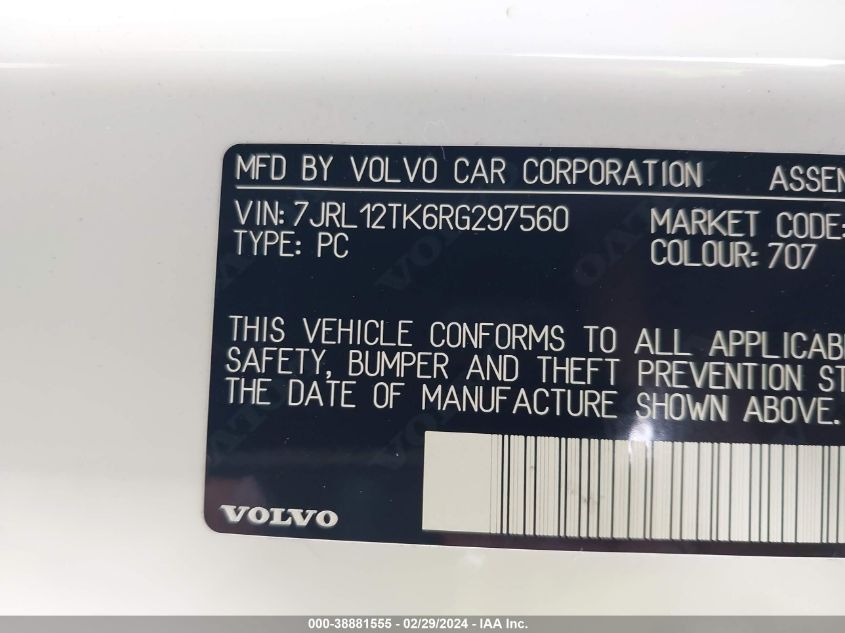 MFD BY VOLVO CAR CORPORATION
VIN: 7JRL12TK6RG297560 MARKET CODE:
TYPE: PC COLOUR: 707
THIS VEHICLE CONFORMS TO ALL
SAFETY, BUMPER AND THEFT PREVENTION
THE DATE OF MANUFACTURE SHOWN ABOVE.
VOLVO
000-38881555 - 02/29/2024 - IAA Inc.